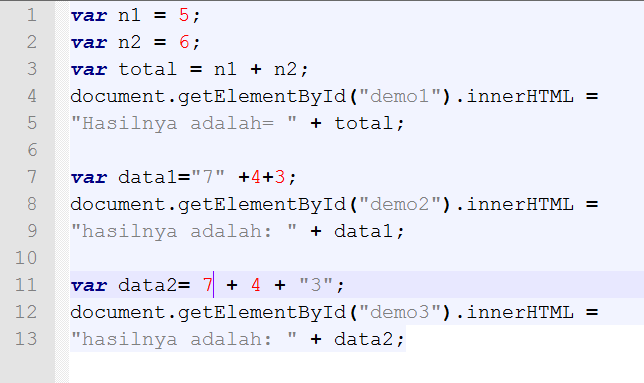 1 var n1 = 5;
2 var n2 = 6;
3 var total = n1 + n2;
4 document.getElementById("demo1").innerHTML =
5 "Hasilnya adalah= " + total;
6
7 var data1="7" +4+3;
8 document.getElementById("demo2").innerHTML =
9 "hasilnya adalah: " + data1;
10
11 var data2= 7 + 4 + "3";
12 document.getElementById("demo3").innerHTML =
13 "hasilnya adalah: " + data2;